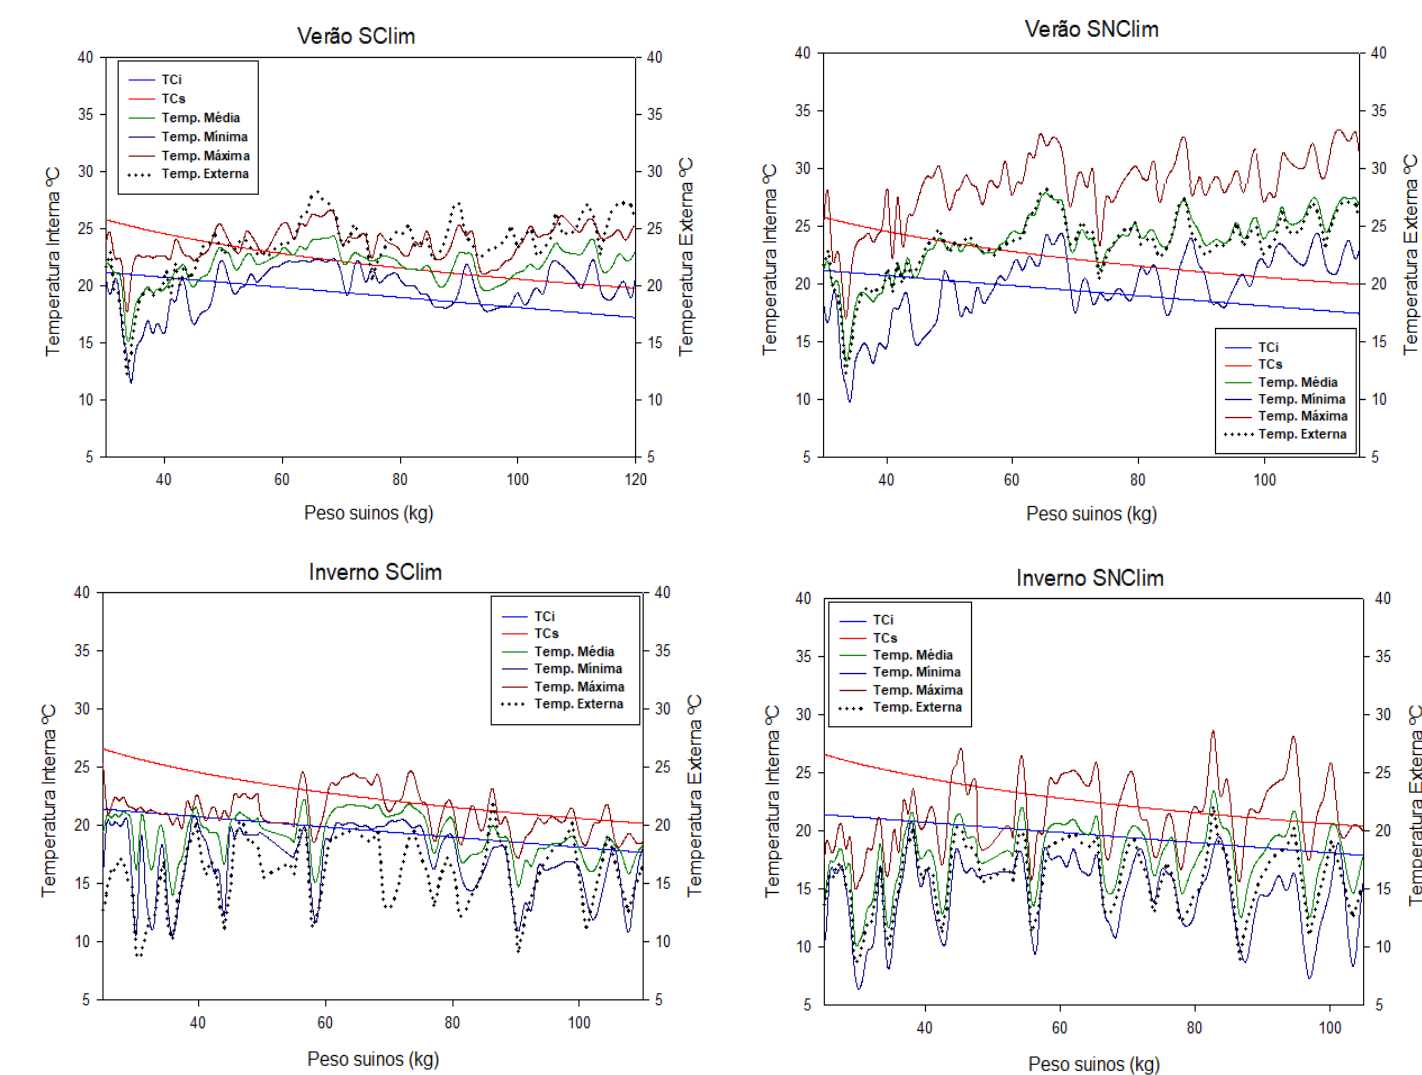 Verão SClim
40
35
30
25
20
15
10
5
40
35
30
25
20
15
10
5
TCi
TCs
Temp. Média
Temp. Mínima
Temp. Máxima
Temp. Externa
Temperatura Interna ºC
Temperatura Externa ºC
40
60
80
100
120
Peso suinos (kg)
Verão SNClim
40
35
30
25
20
15
10
5
40
35
30
25
20
15
10
5
TCi
TCs
Temp. Média
Temp. Mínima
Temp. Máxima
Temp. Externa
Temperatura Interna ºC
Temperatura Externa ºC
40
60
80
100
Peso suinos (kg)
Inverno SClim
40
35
30
25
20
15
10
5
40
35
30
25
20
15
10
5
TCi
TCs
Temp. Média
Temp. Mínima
Temp. Máxima
Temp. Externa
Temperatura Interna ºC
Temperatura Externa ºC
40
60
80
100
Peso suinos (kg)
Inverno SNClim
40
35
30
25
20
15
10
5
40
35
30
25
20
15
10
5
TCi
TCs
Temp. Média
Temp. Mínima
Temp. Máxima
Temp. Externa
Temperatura Interna ºC
Temperatura Externa ºC
40
60
80
100
Peso suinos (kg)